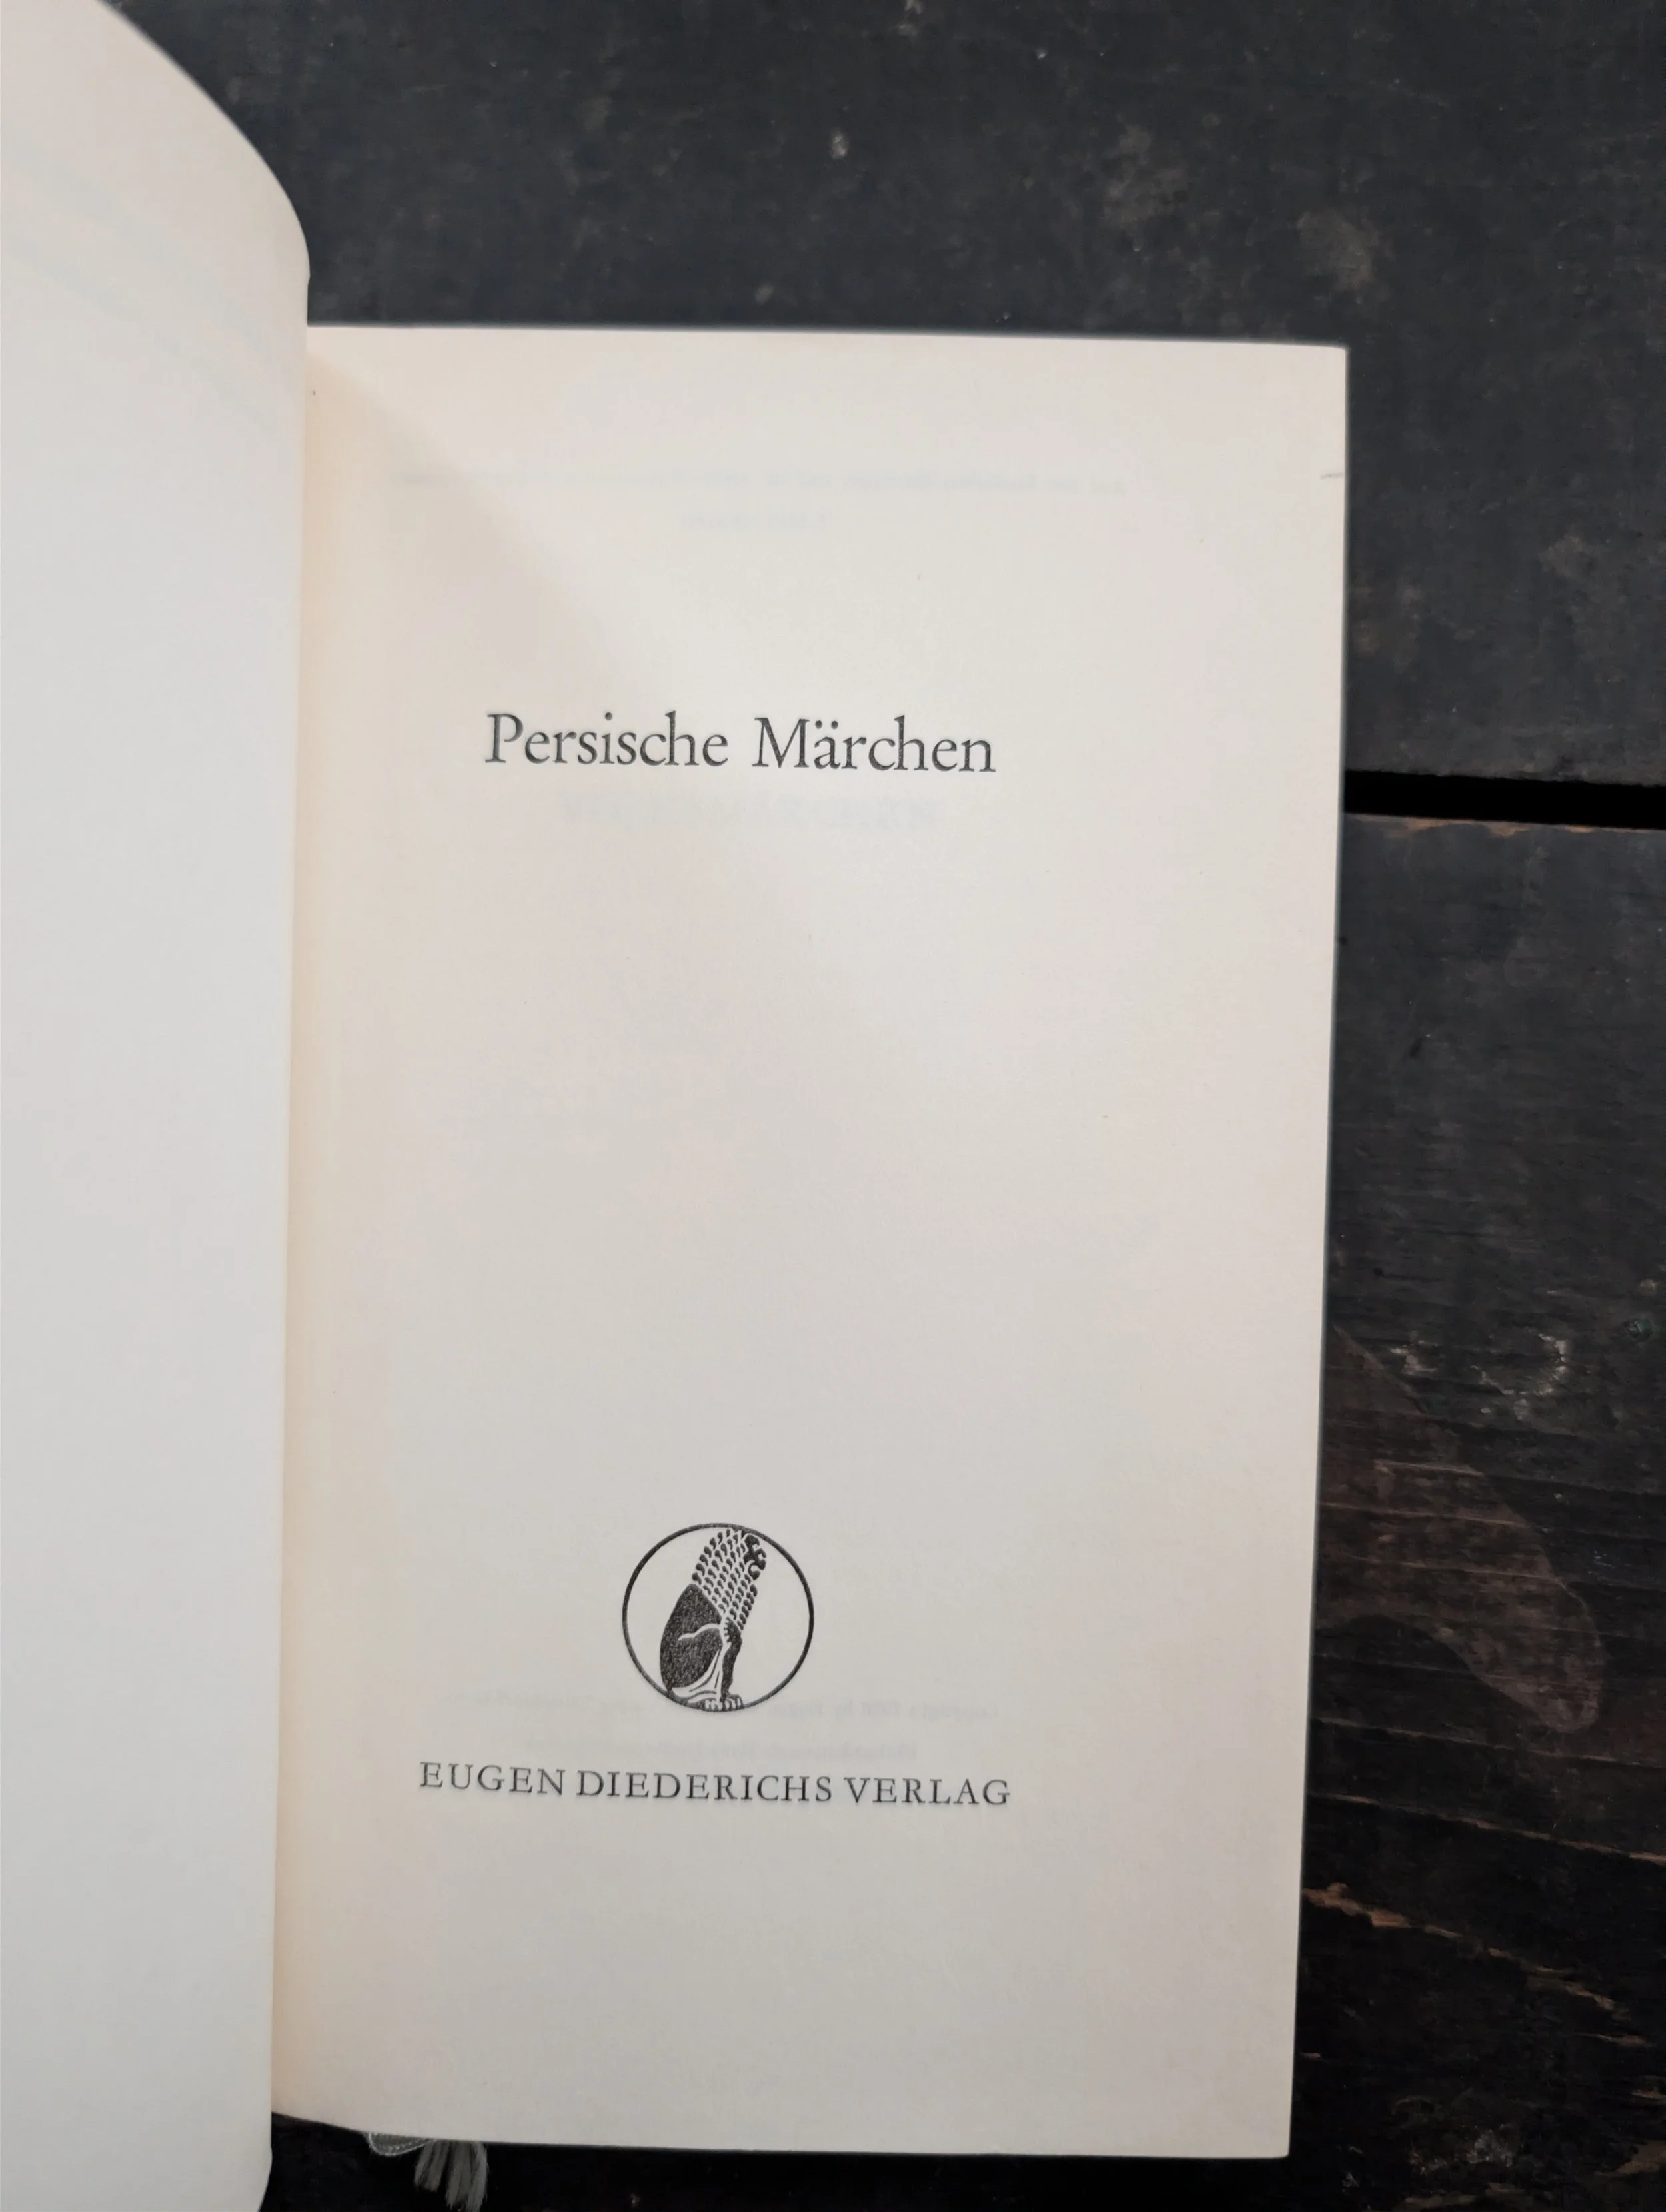 Persische Märchen
EUGEN DIEDERICHS VERLAG